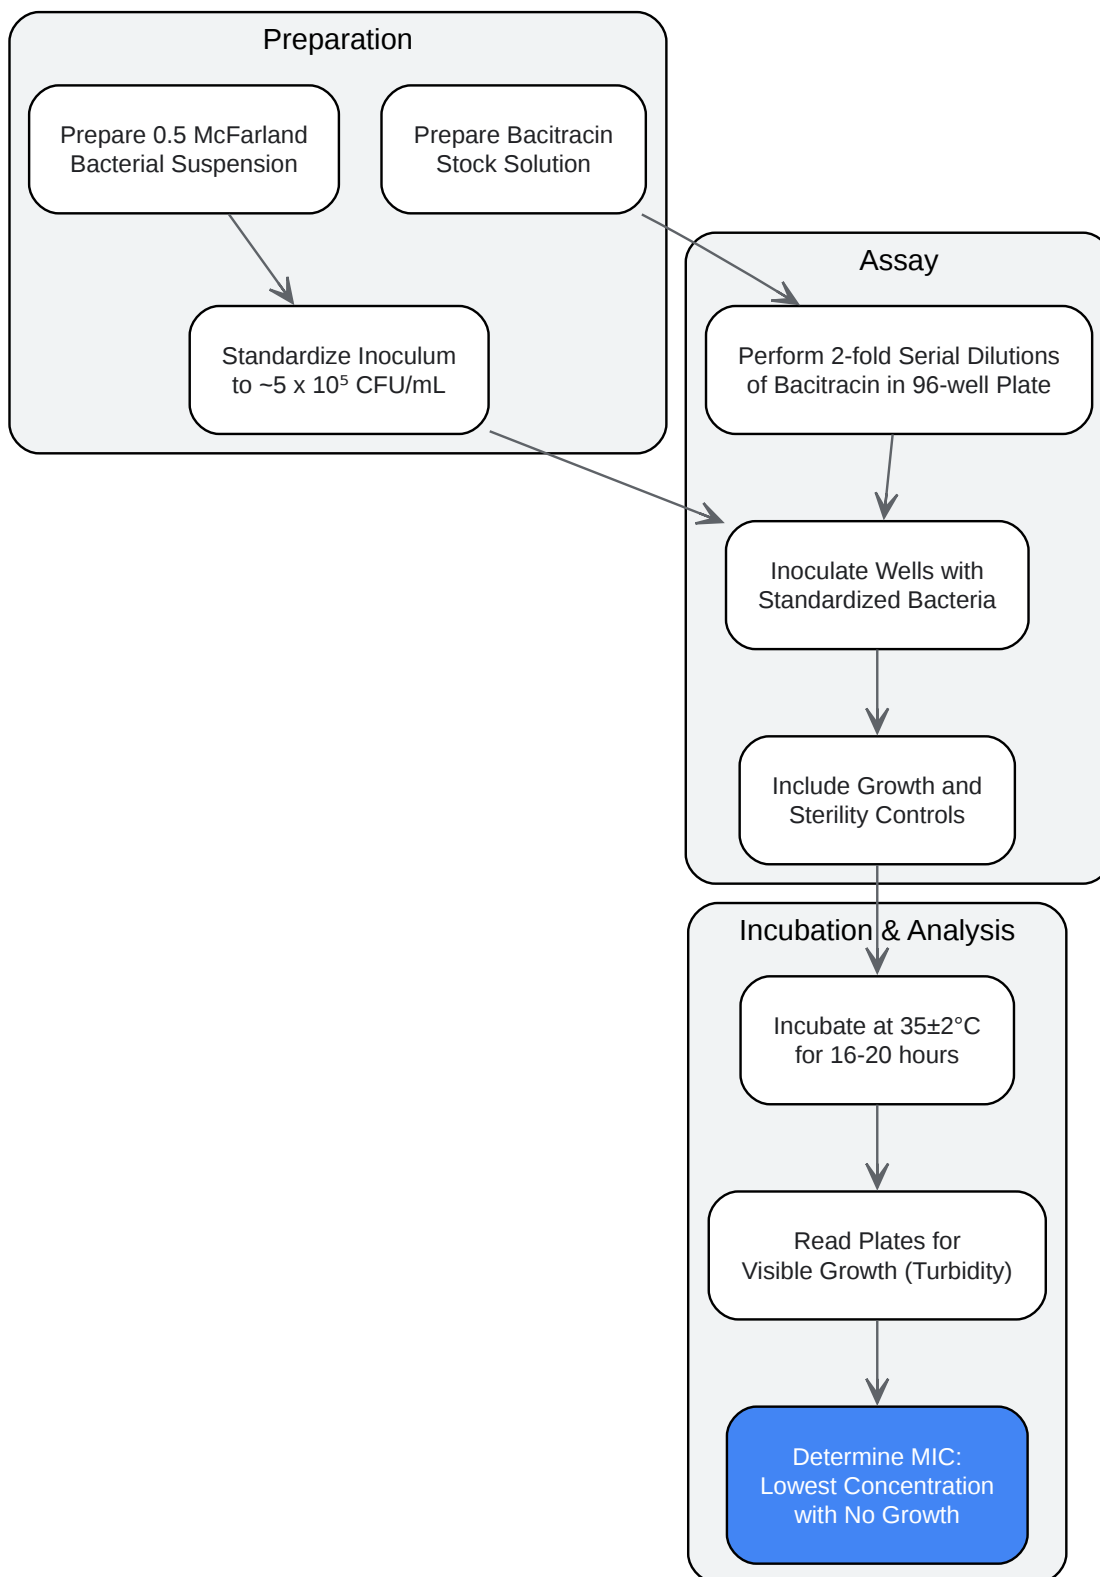 Preparation
Prepare 0.5 McFarland
Bacterial Suspension
Prepare Bacitracin
Stock Solution
Standardize Inoculum
to ~5 x 10⁵ CFU/mL
Assay
Perform 2-fold Serial Dilutions
of Bacitracin in 96-well Plate
Inoculate Wells with
Standardized Bacteria
Include Growth and
Sterility Controls
Incubation & Analysis
Incubate at 35±2°C
for 16-20 hours
Read Plates for
Visible Growth (Turbidity)
Determine MIC:
Lowest Concentration
with No Growth